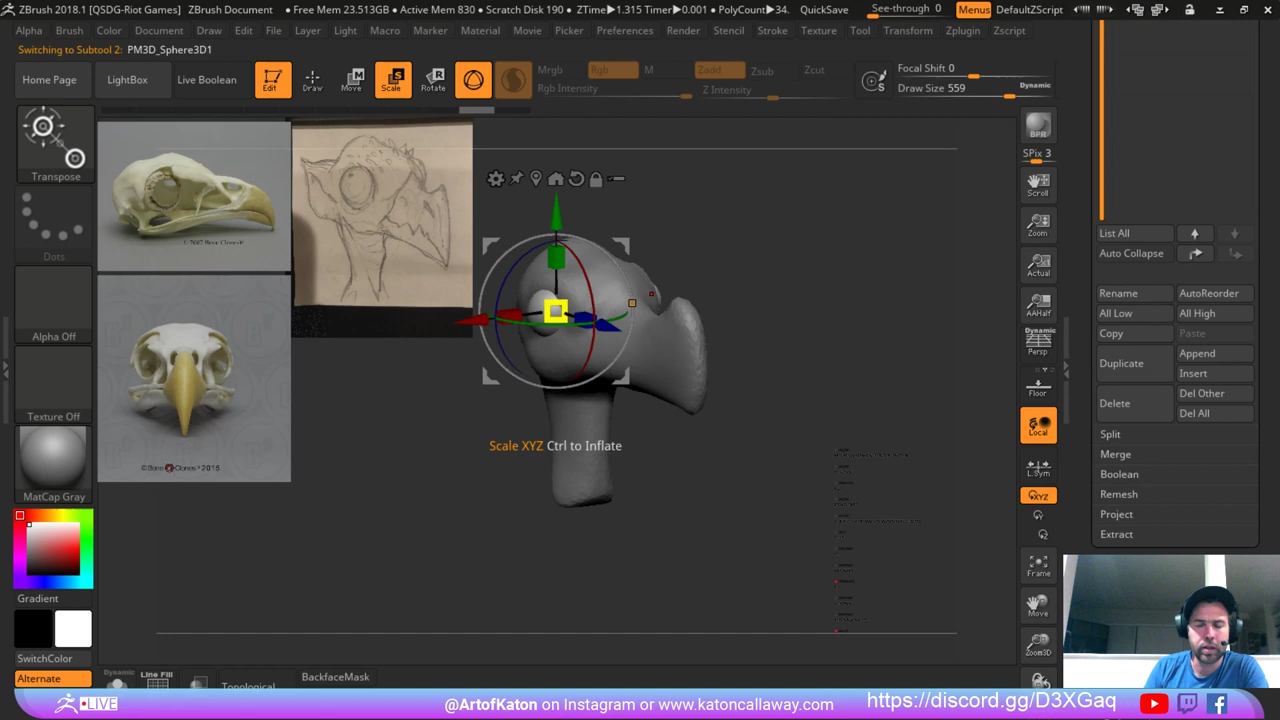 ZBrush 2018.1 [QSDG-Riot Games] ZBrush Document • Free Mem 23.513GB • Active Mem 830 • Scratch Disk 190 • ZTime▸1.315 Timer▸0.001 • PolyCount▸34. QuickSave See-through 0 Menus DefaultZScript
Alpha Brush Color Document Draw Edit File Layer Light Macro Marker Material Movie Picker Preferences Render Stencil Stroke Texture Tool Transform Zplugin Zscript
Switching to Subtool 2: PM3D_Sphere3D1
Home Page LightBox Live Boolean Edit Draw Move Scale Rotate
Mrgb Rgb M Zadd Zsub Zcut
Rgb Intensity Z Intensity
Focal Shift 0
Draw Size 559 Dynamic
Transpose
Dots
Alpha Off
Texture Off
MatCap Gray
Gradient
SwitchColor
Alternate
Scale XYZ Ctrl to Inflate
BPR
SPix 3
Scroll
Zoom
Actual
AAHalf
Dynamic
Persp
Floor
Local
L.Sym
XYZ
Frame
Move
Zoom3D
List All
Auto Collapse
Rename AutoReorder
All Low All High
Copy Paste
Duplicate Append
Insert
Delete Del Other
Del All
Split
Merge
Boolean
Remesh
Project
Extract
Dynamic Line Fill Topological BackfaceMask
LIVE @ArtofKaton on Instagram or www.katoncallaway.com https://discord.gg/D3XGaq